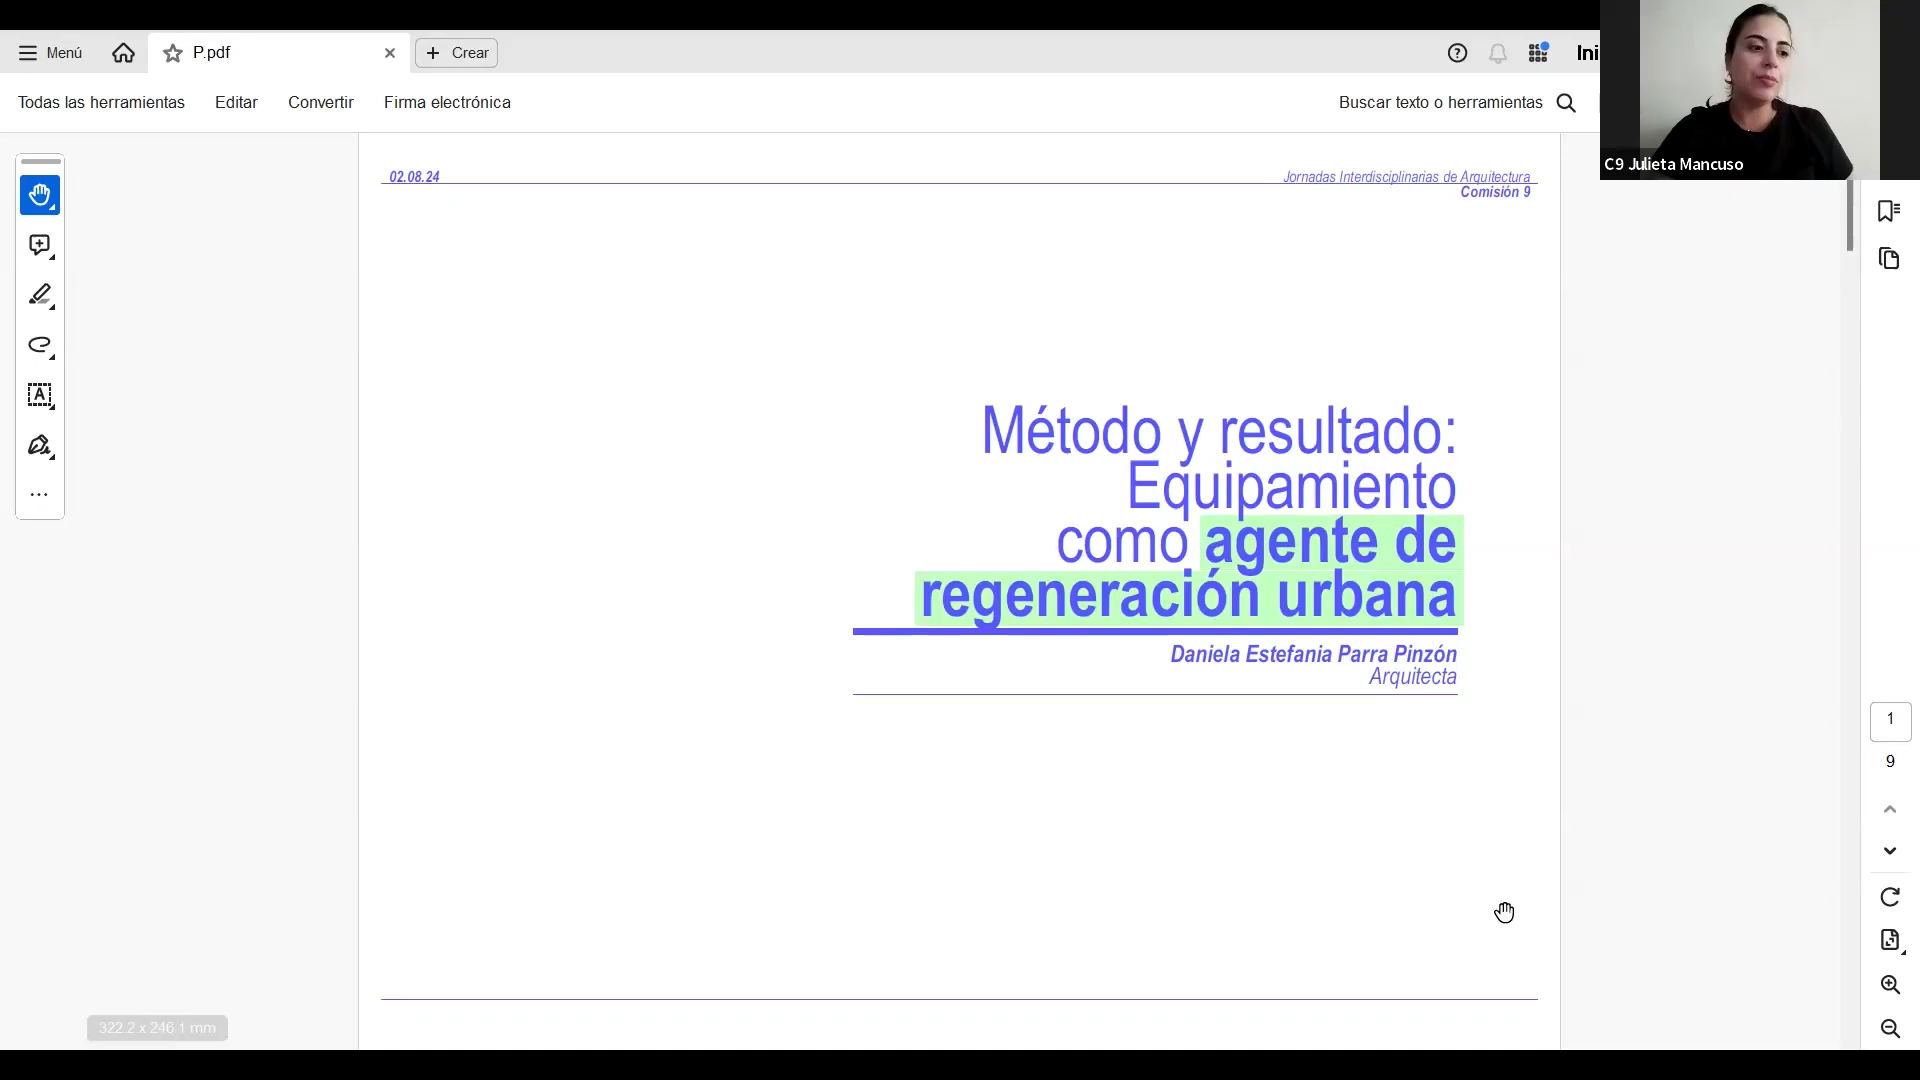 Menú
P.pdf
Crear
Ini
Todas las herramientas
Editar
Convertir
Firma electrónica
Buscar texto o herramientas
C9 Julieta Mancuso
02.08.24
Jornadas Interdisciplinarias de Arquitectura
Comisión 9
Método y resultado:
Equipamiento
como agente de
regeneración urbana
Daniela Estefania Parra Pinzón
Arquitecta
1
9
322.2 x 246.1 mm